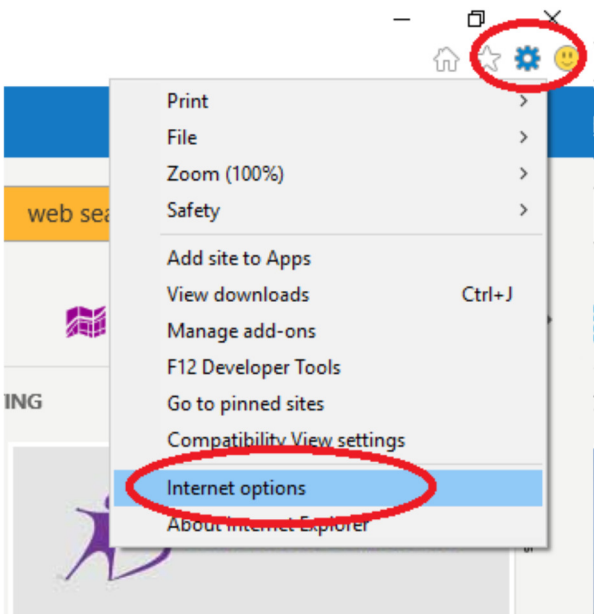 Print
File
Zoom (100%)
Safety
web sea
Add site to Apps
View downloads Ctrl+J
Manage add-ons
F12 Developer Tools
ING
Go to pinned sites
Compatibility View settings
Internet options
About Internet Explorer